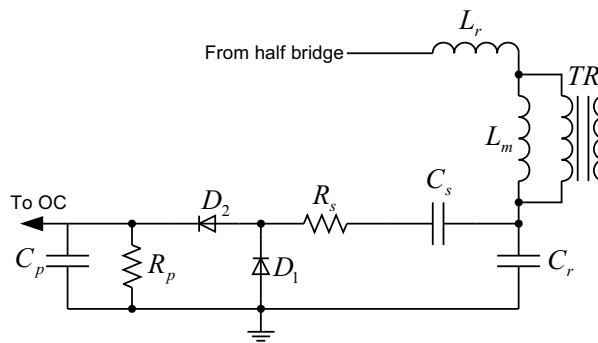 L_r
From half bridge
TR
L_m
C_s
R_s
D_2
To OC
C_p
R_p
D_1
C_r